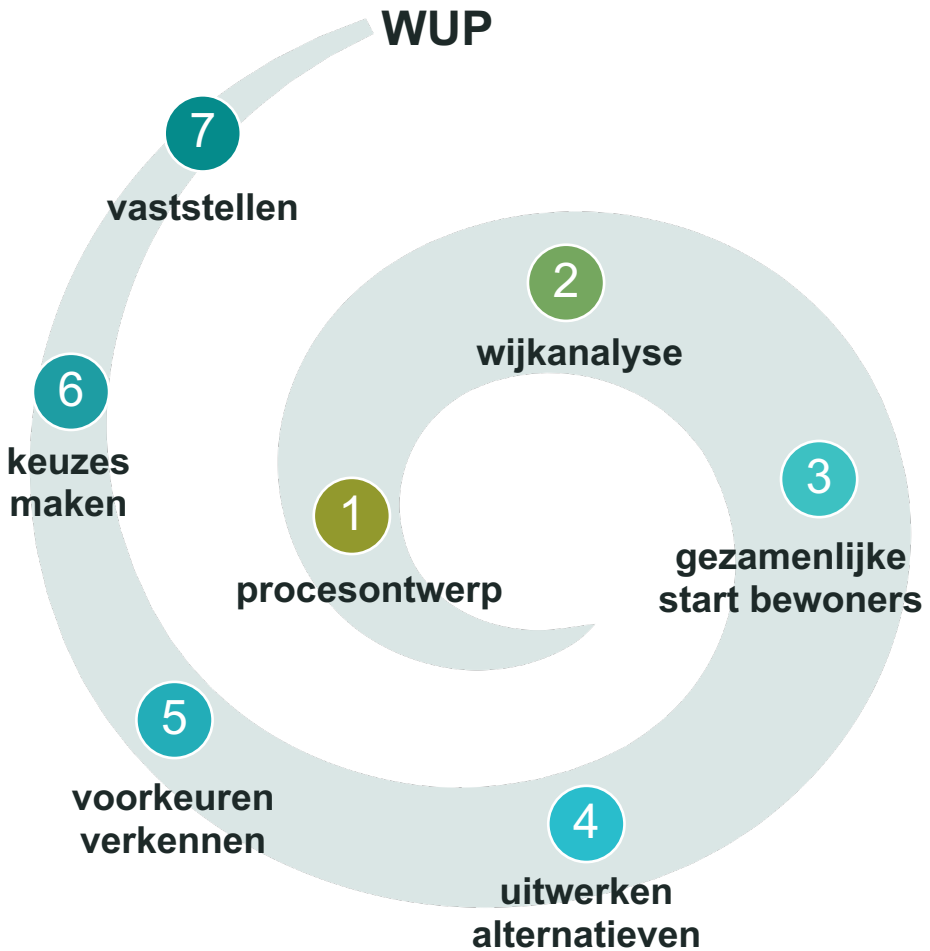 WUP
7
vaststellen
2
wijkanalyse
6
keuzes
maken
3
gezamenlijke
start bewoners
1
procesontwerp
5
voorkeuren
verkennen
4
uitwerken
alternatieven